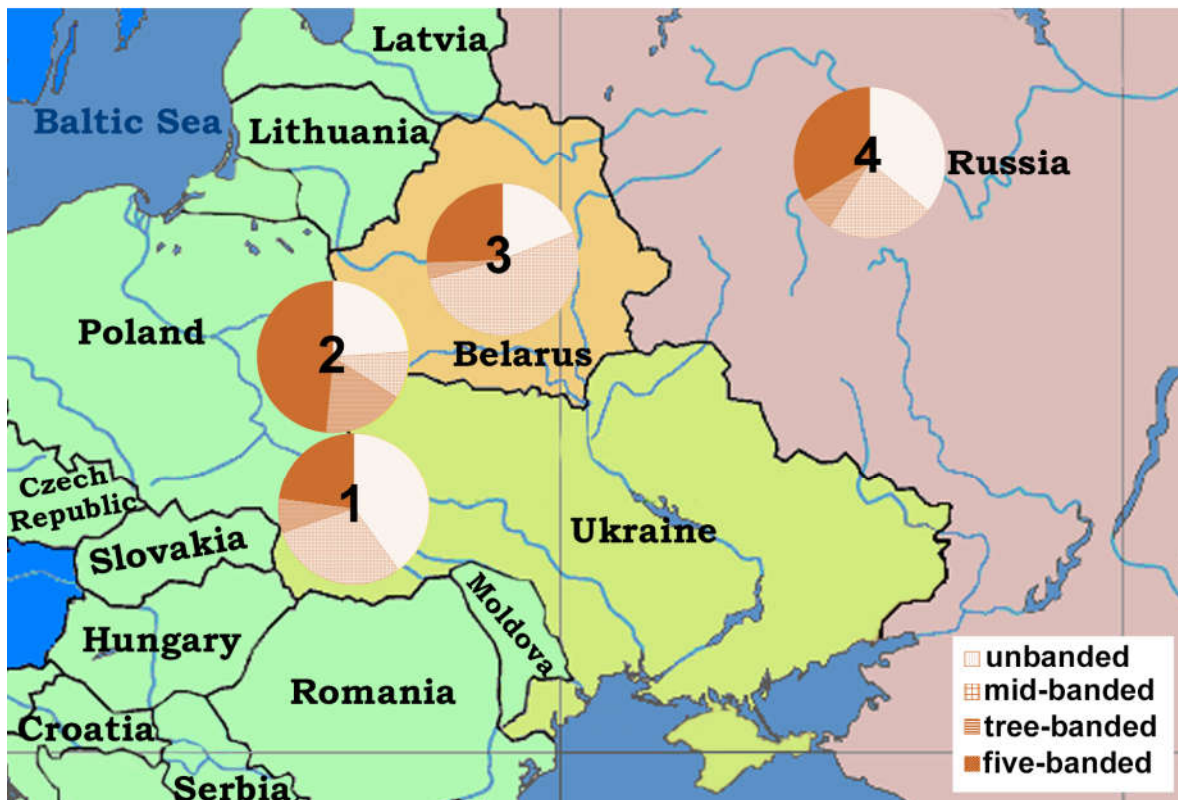 Latvia
Baltic Sea
Lithuania
4
Russia
3
Poland
2
Belarus
Czech
Republic
1
Slovakia
Ukraine
Moldova
Hungary
Romania
Croatia
Serbia
unbanded
mid-banded
tree-banded
five-banded